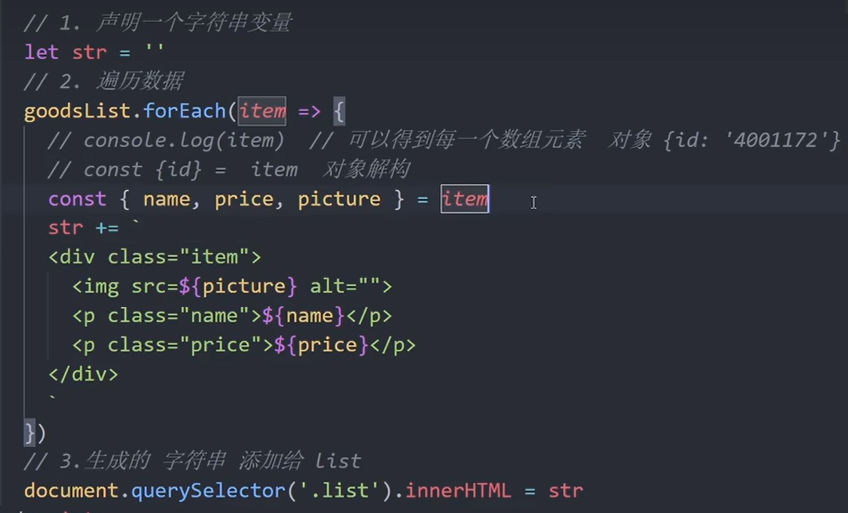 // 1. 声明一个字符串变量
let str = ''
// 2. 遍历数据
goodsList.forEach(item => {
// console.log(item)  // 可以得到每一个数组元素  对象 {id: '4001172'}
// const {id} =  item  对象解构
const { name, price, picture } = item
str += `
<div class="item">
<img src=${picture} alt="">
<p class="name">${name}</p>
<p class="price">${price}</p>
</div>
`
})
// 3.生成的 字符串 添加给 list
document.querySelector('.list').innerHTML = str